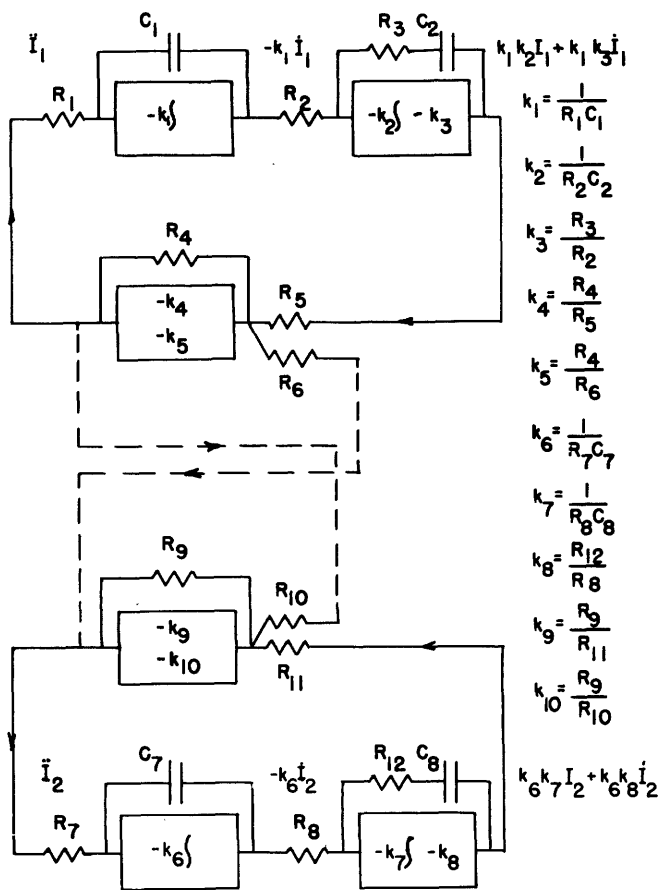 C₁ -k₁İ₁ R₃ C₂ k₁k₂I₁+k₁k₃İ₁
Ï₁
R₁ -k₁∫ R₂ -k₂∫ -k₃
k₁=1/(R₁C₁)
k₂=1/(R₂C₂)
k₃=R₃/R₂
R₄
-k₄ R₅
-k₅ R₆
k₄=R₄/R₅
k₅=R₄/R₆
k₆=1/(R₇C₇)
k₇=1/(R₈C₈)
k₈=R₁₂/R₈
R₉
-k₉ R₁₀
-k₁₀ R₁₁
k₉=R₉/R₁₁
k₁₀=R₉/R₁₀
Ï₂ C₇ -k₆İ₂ R₁₂ C₈ k₆k₇I₂+k₆k₈İ₂
R₇ -k₆∫ R₈ -k₇∫ -k₈